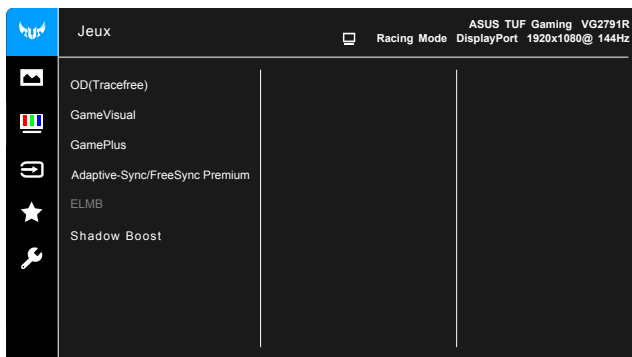 Jeux
ASUS TUF Gaming VG2791R
Racing Mode DisplayPort 1920x1080@ 144Hz
OD(Tracefree)
GameVisual
GamePlus
Adaptive-Sync/FreeSync Premium
ELMB
Shadow Boost